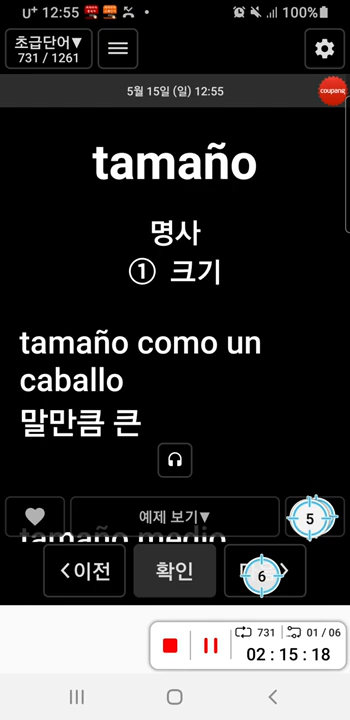 U+ 12:55
100%
초급단어▼
731 / 1261
5월 15일 (일) 12:55
coupang
tamaño
명사
① 크기
tamaño como un
caballo
말만큼 큰
예제 보기▼
5
tamaño medio
이전
확인
6
731
01 / 06
02 : 15 : 18